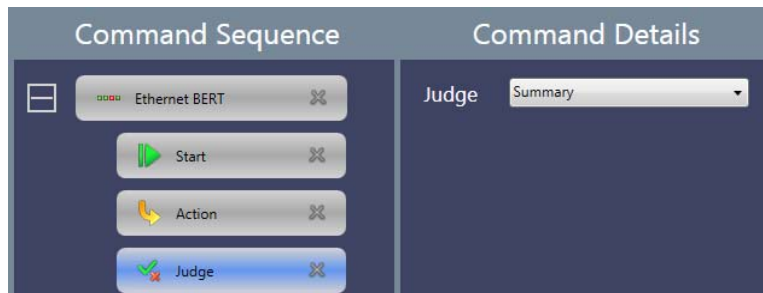 Command Sequence
Command Details
Ethernet BERT
Start
Action
Judge
Judge
Summary